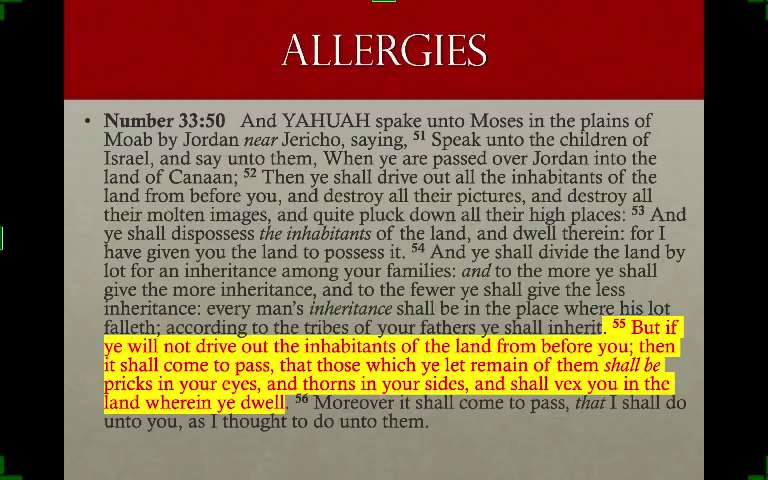 ALLERGIES
• Number 33:50 And YAHUAH spake unto Moses in the plains of
Moab by Jordan near Jericho, saying, 51 Speak unto the children of
Israel, and say unto them, When ye are passed over Jordan into the
land of Canaan; 52 Then ye shall drive out all the inhabitants of the
land from before you, and destroy all their pictures, and destroy all
their molten images, and quite pluck down all their high places: 53 And
ye shall dispossess the inhabitants of the land, and dwell therein: for I
have given you the land to possess it. 54 And ye shall divide the land by
lot for an inheritance among your families: and to the more ye shall
give the more inheritance, and to the fewer ye shall give the less
inheritance: every man's inheritance shall be in the place where his lot
falleth; according to the tribes of your fathers ye shall inherit. 55 But if
ye will not drive out the inhabitants of the land from before you; then
it shall come to pass, that those which ye let remain of them shall be
pricks in your eyes, and thorns in your sides, and shall vex you in the
land wherein ye dwell. 56 Moreover it shall come to pass, that I shall do
unto you, as I thought to do unto them.